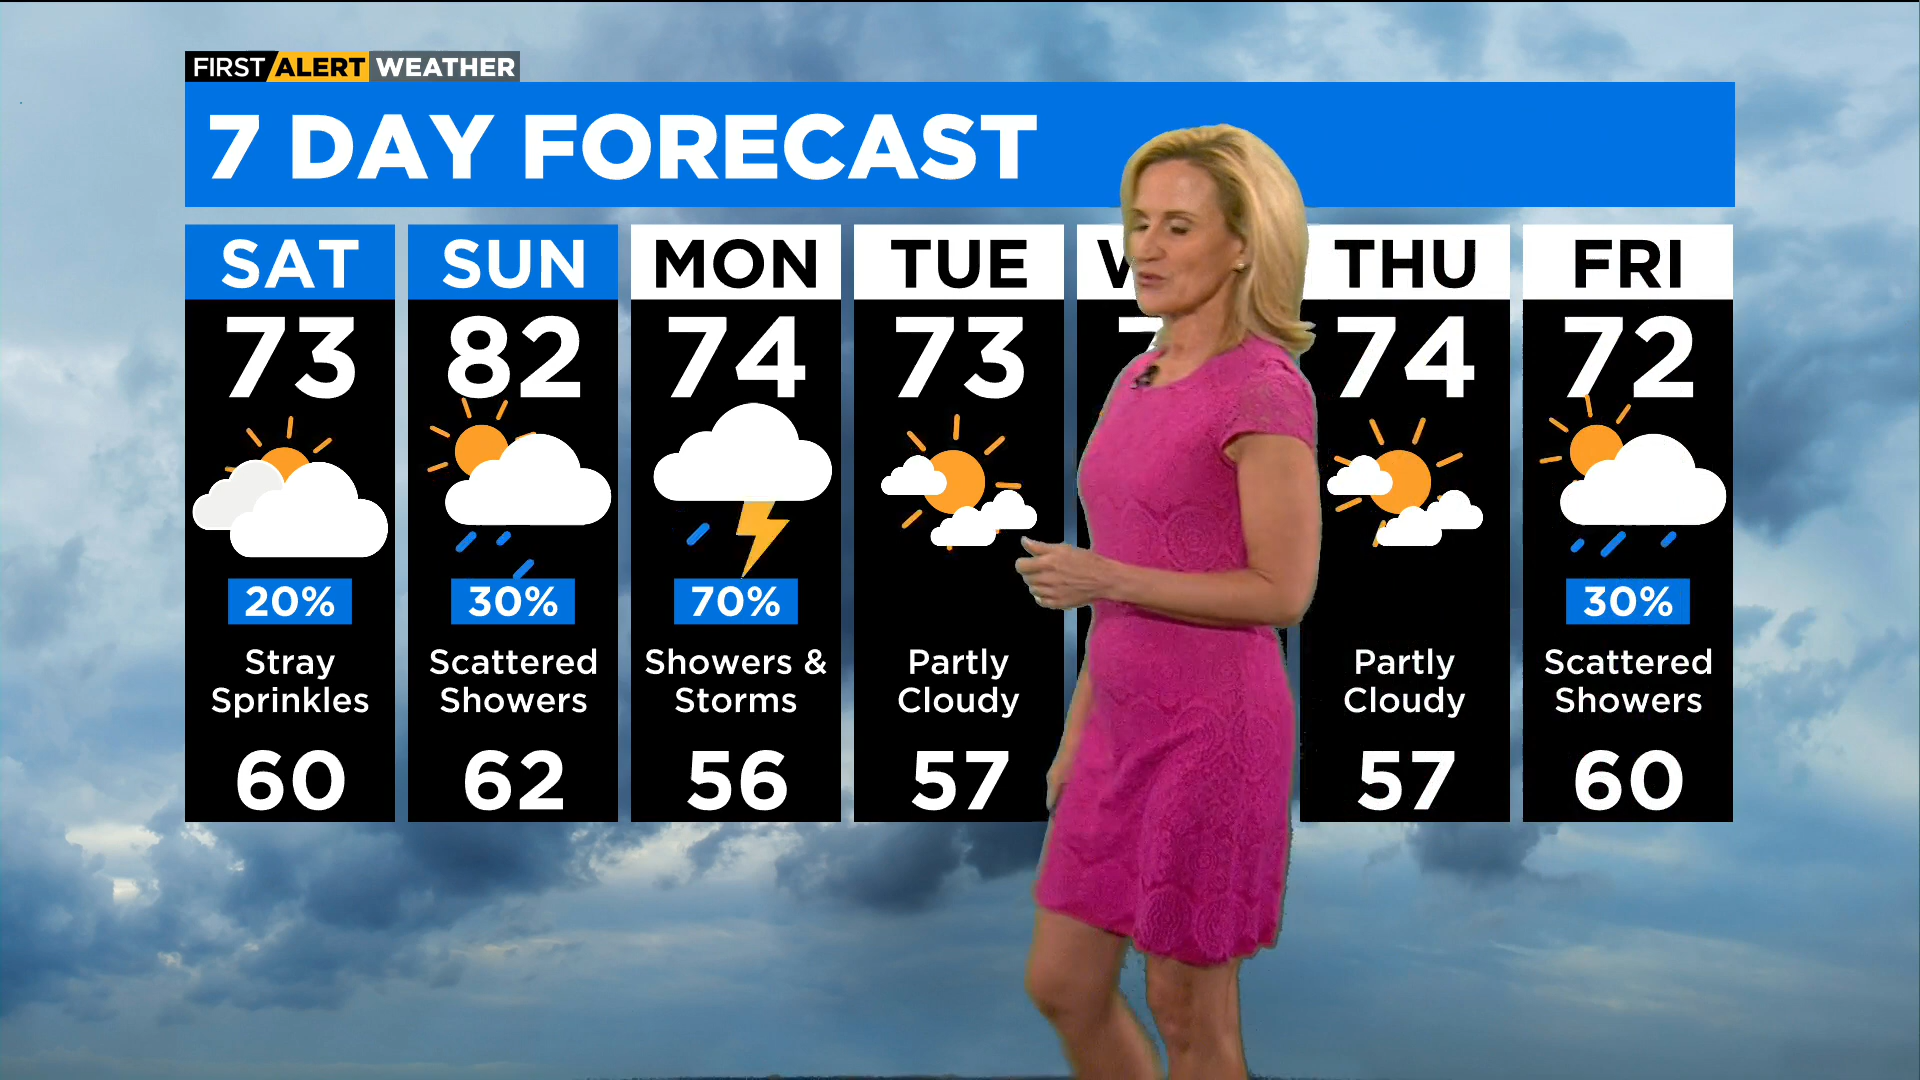 FIRST ALERT WEATHER
7 DAY FORECAST
SAT
73
20%
Stray
Sprinkles
60
SUN
82
30%
Scattered
Showers
62
MON
74
70%
Showers &
Storms
56
TUE
73
Partly
Cloudy
57
THU
74
Partly
Cloudy
57
FRI
72
30%
Scattered
Showers
60